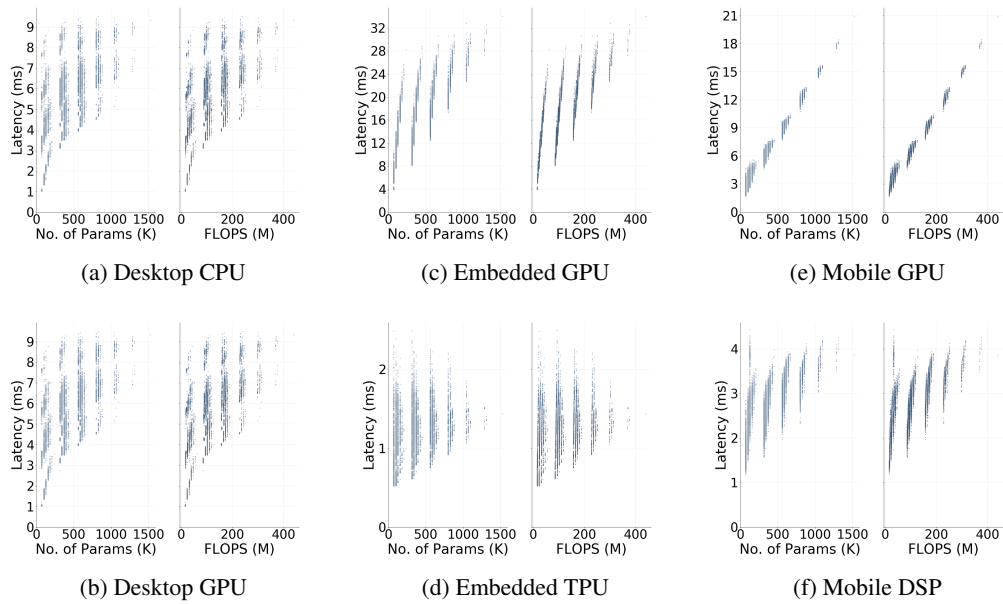 9
8
7
6
5
4
3
2
1
0
Latency (ms)
0 500 1000 1500
No. of Params (K)
0 200 400
FLOPS (M)
(a) Desktop CPU
32
28
24
20
16
12
8
4
0
Latency (ms)
0 500 1000
No. of Params (K)
0 200 400
FLOPS (M)
(c) Embedded GPU
21
18
15
12
9
6
3
0
Latency (ms)
0 500 1000 1500
No. of Params (K)
0 200 400
FLOPS (M)
(e) Mobile GPU
9
8
7
6
5
4
3
2
1
0
Latency (ms)
0 500 1000 1500
No. of Params (K)
0 200 400
FLOPS (M)
(b) Desktop GPU
2
1
0
Latency (ms)
0 500 1000
No. of Params (K)
0 200 400
FLOPS (M)
(d) Embedded TPU
4
3
2
1
0
Latency (ms)
0 500 1000 1500
No. of Params (K)
0 200 400
FLOPS (M)
(f) Mobile DSP